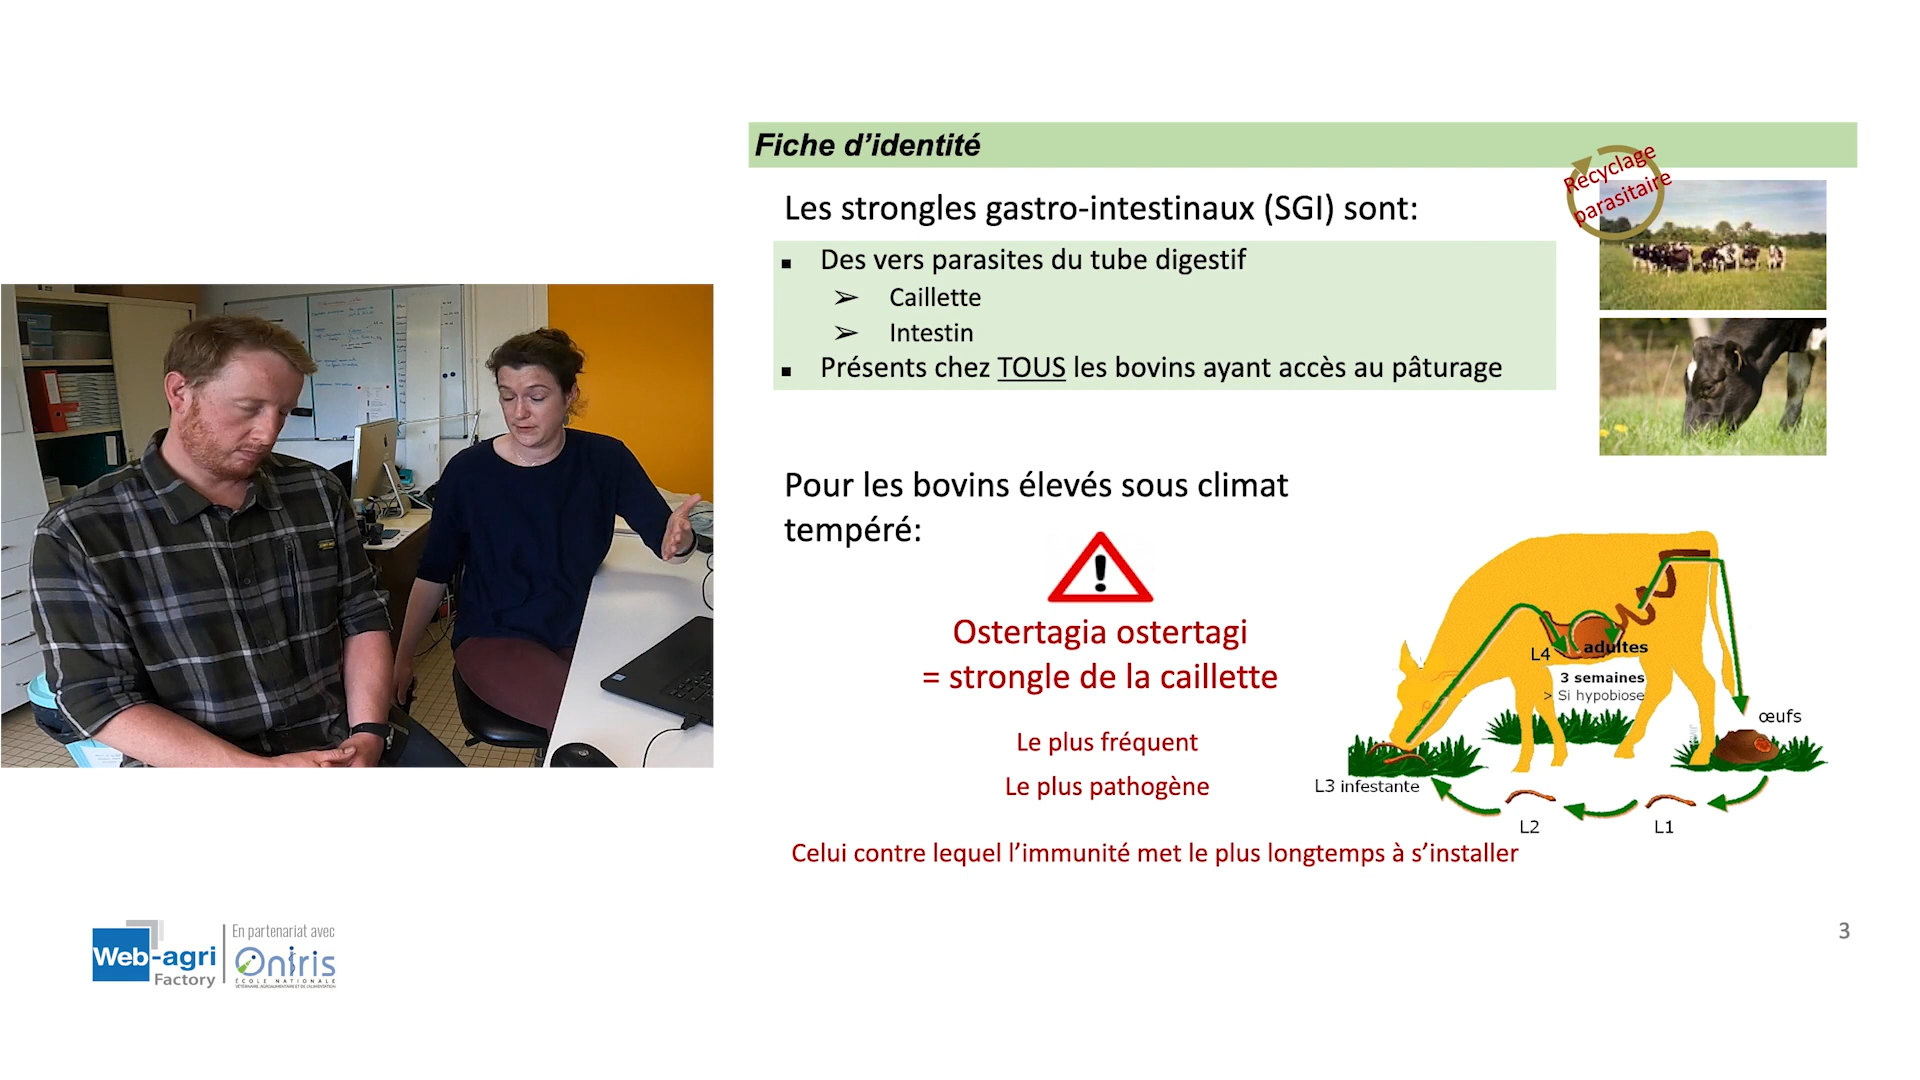 Fiche d'identité
Recyclage
parasitaire
Les strongles gastro-intestinaux (SGI) sont:
▪ Des vers parasites du tube digestif
➢ Caillette
➢ Intestin
▪ Présents chez TOUS les bovins ayant accès au pâturage
Pour les bovins élevés sous climat
tempéré:
!
Ostertagia ostertagi
= strongle de la caillette
Le plus fréquent
Le plus pathogène
Celui contre lequel l'immunité met le plus longtemps à s'installer
L4
adultes
3 semaines
> Si hypobiose
œufs
L3 infestante
L2
L1
Web-agri
Factory
En partenariat avec
Oniris
ÉCOLE NATIONALE
VÉTÉRINAIRE, AGROALIMENTAIRE ET DE L'ALIMENTATION
3